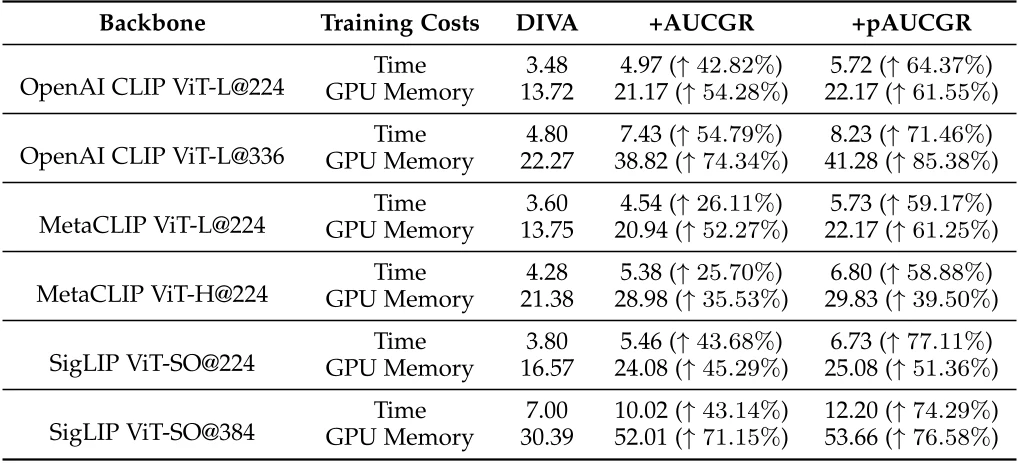 Backbone Training Costs DIVA +AUCGR +pAUCGR
OpenAI CLIP ViT-L@224 Time 3.48 4.97 (↑ 42.82%) 5.72 (↑ 64.37%)
GPU Memory 13.72 21.17 (↑ 54.28%) 22.17 (↑ 61.55%)
OpenAI CLIP ViT-L@336 Time 4.80 7.43 (↑ 54.79%) 8.23 (↑ 71.46%)
GPU Memory 22.27 38.82 (↑ 74.34%) 41.28 (↑ 85.38%)
MetaCLIP ViT-L@224 Time 3.60 4.54 (↑ 26.11%) 5.73 (↑ 59.17%)
GPU Memory 13.75 20.94 (↑ 52.27%) 22.17 (↑ 61.25%)
MetaCLIP ViT-H@224 Time 4.28 5.38 (↑ 25.70%) 6.80 (↑ 58.88%)
GPU Memory 21.38 28.98 (↑ 35.53%) 29.83 (↑ 39.50%)
SigLIP ViT-SO@224 Time 3.80 5.46 (↑ 43.68%) 6.73 (↑ 77.11%)
GPU Memory 16.57 24.08 (↑ 45.29%) 25.08 (↑ 51.36%)
SigLIP ViT-SO@384 Time 7.00 10.02 (↑ 43.14%) 12.20 (↑ 74.29%)
GPU Memory 30.39 52.01 (↑ 71.15%) 53.66 (↑ 76.58%)